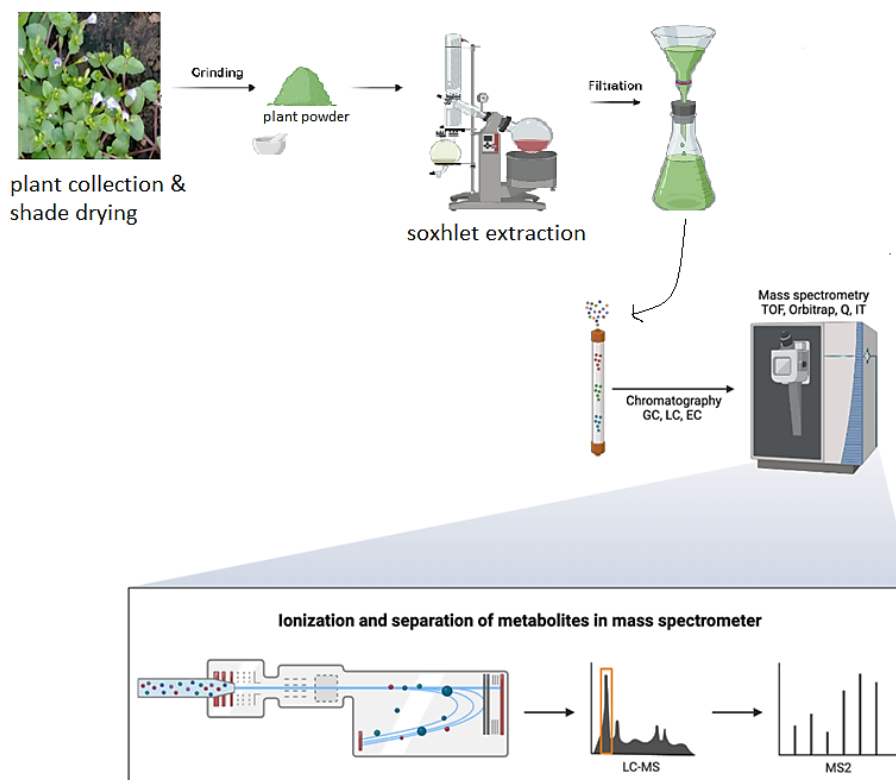 Grinding
plant powder
Filtration
plant collection &
shade drying
soxhlet extraction
Mass spectrometry
TOF, Orbitrap, Q, IT
Chromatography
GC, LC, EC
Ionization and separation of metabolites in mass spectrometer
LC-MS
MS2